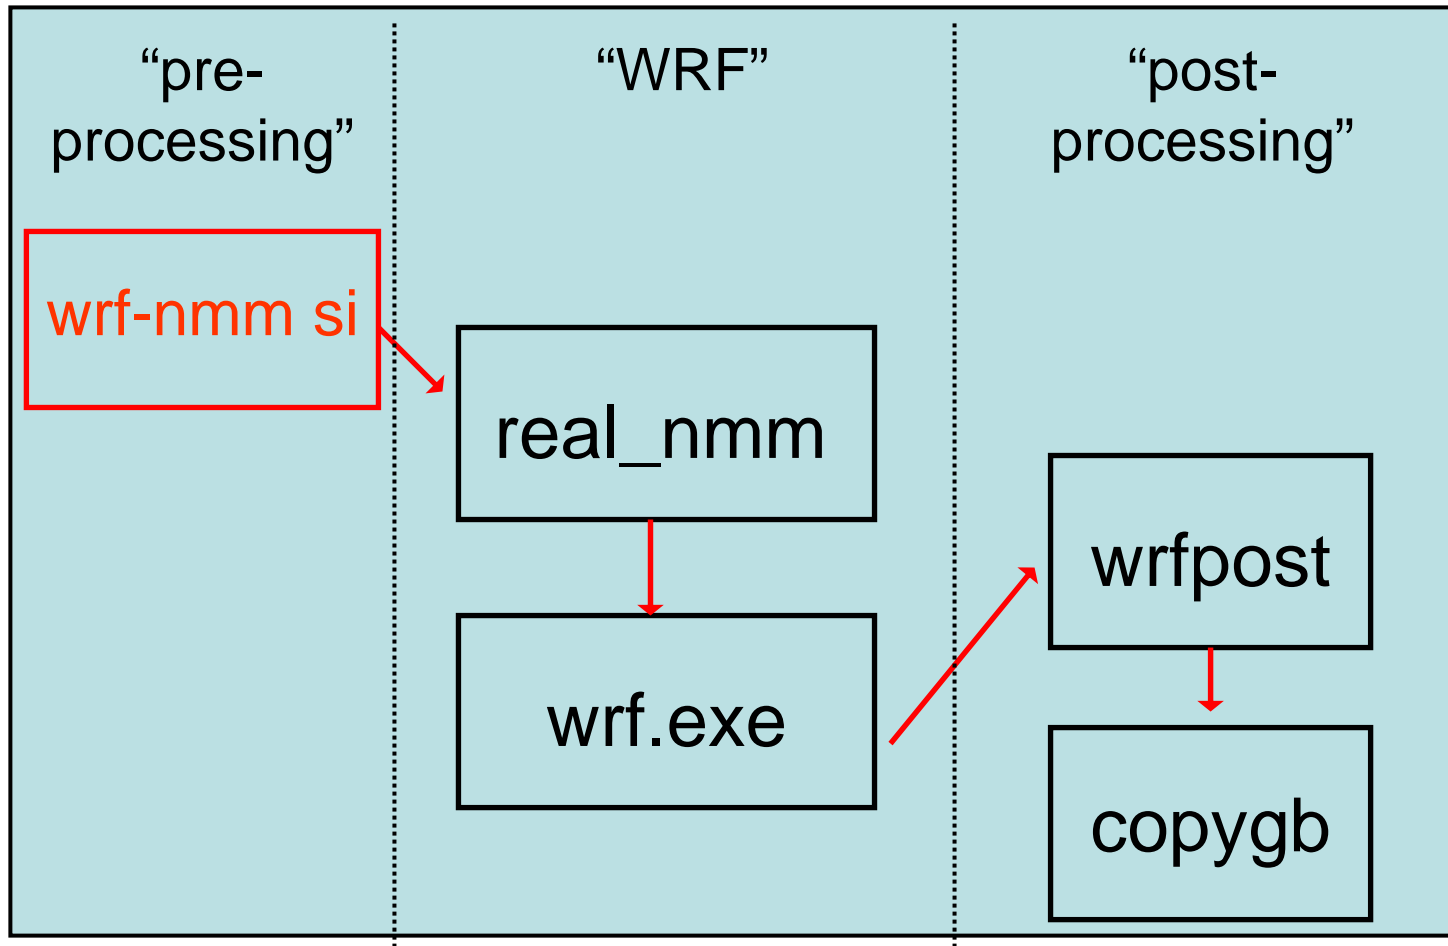 “pre-
processing”
“WRF”
“post-
processing”
wrf-nmm si
real_nmm
wrf.exe
wrfpost
copygb